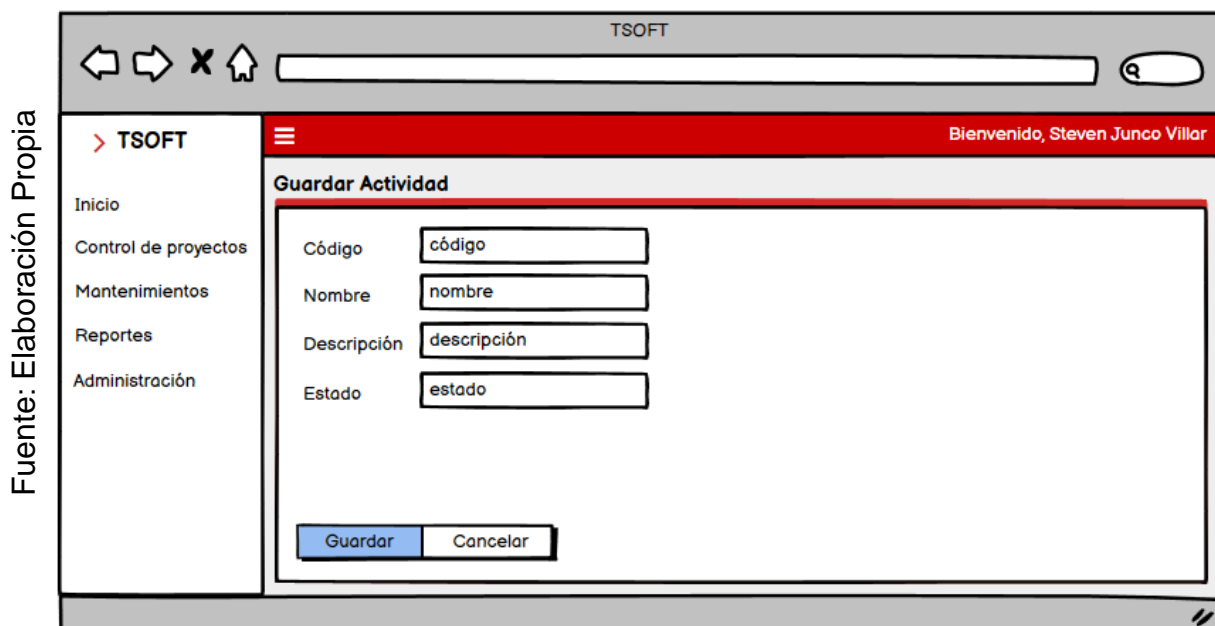 Fuente: Elaboración Propia
TSOFT
> TSOFT
Bienvenido, Steven Junco Villar
Inicio
Control de proyectos
Mantenimientos
Reportes
Administración
Guardar Actividad
Código código
Nombre nombre
Descripción descripción
Estado estado
Guardar Cancelar